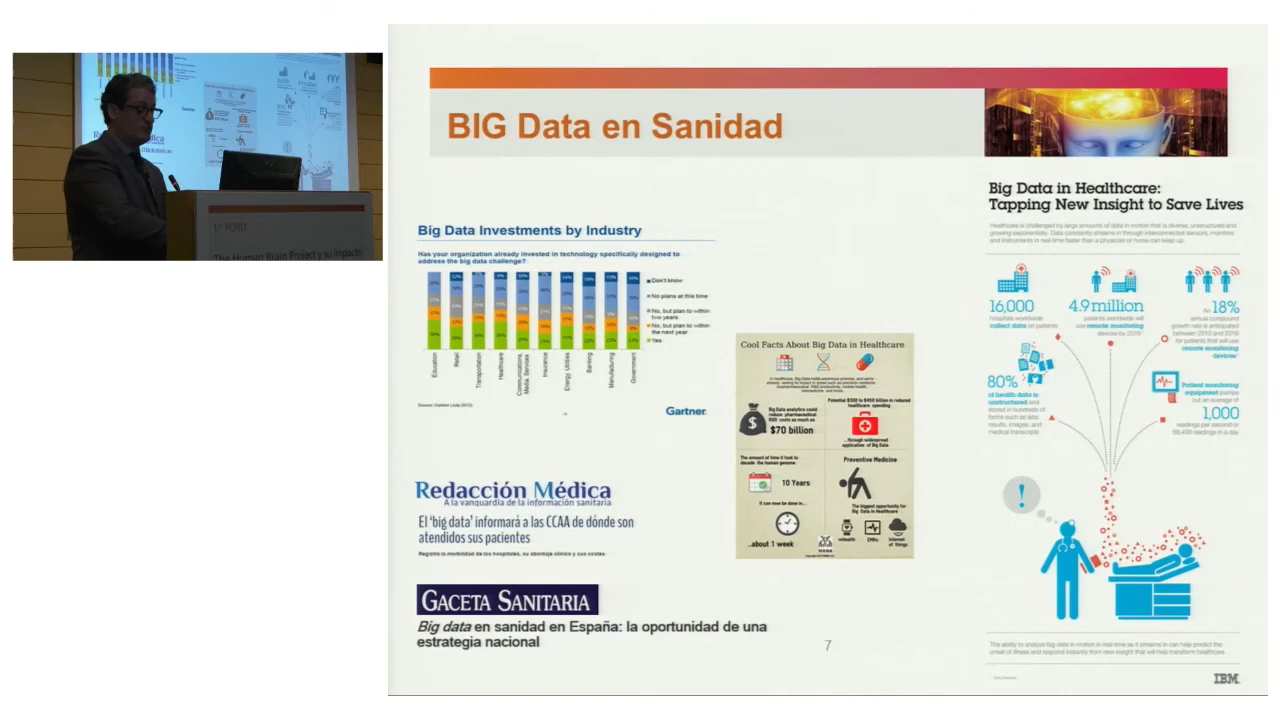 BIG Data en Sanidad
Big Data Investments by Industry
Has your organization already invested in technology specifically designed to
address the big data challenge?
Don't know
No plans at this time
No, but plan to within
two years
No, but plan to within
the next year
Yes
Education
Retail
Transportation
Healthcare
Communications,
Media, Services
Insurance
Energy, Utilities
Banking
Manufacturing
Government
Source: Gartner (July 2013)
Gartner
Redacción Médica
A la vanguardia de la información sanitaria
El 'big data' informará a las CCAA de dónde son
atendidos sus pacientes
Registra la morbilidad de los hospitales, su abordaje clínico y sus costes
GACETA SANITARIA
Big data en sanidad en España: la oportunidad de una
estrategia nacional
Cool Facts About Big Data in Healthcare
Big Data analytics could
reduce pharmaceutical
R&D costs as much as
$70 billion
Potential $300 to $450 billion in reduced
healthcare spending
...through widespread
application of Big Data
The amount of time it took to
decode the human genome
10 Years
It can now be done in...
...about 1 week
Preventive Medicine
The biggest opportunity for
Big Data in Healthcare
mHealth
EMRs
Internet
of things
7
Big Data in Healthcare:
Tapping New Insight to Save Lives
Healthcare is challenged by large amounts of data in motion that is diverse, unstructured and
growing exponentially. Data constantly streams in through interconnected sensors, monitors
and instruments in real-time faster than a physician or nurse can keep up.
16,000
hospitals worldwide
collect data on patients
4.9 million
patients worldwide will
use remote monitoring
devices by 2016
An 18%
annual compound
growth rate is anticipated
between 2010 and 2016
for patients that will use
remote monitoring
devices
80%
of health data is
unstructured and
stored in hundreds of
forms such as labs
results, images, and
medical transcripts
Patient monitoring
equipment pumps
out an average of
1,000
readings per second or
86,400 readings in a day
!
The ability to analyze big data in motion in real-time as it streams in can help predict the
onset of illness and respond instantly from new insight that will help transform healthcare.
IBM
1er FORO
The Human Brain Project y su impacto